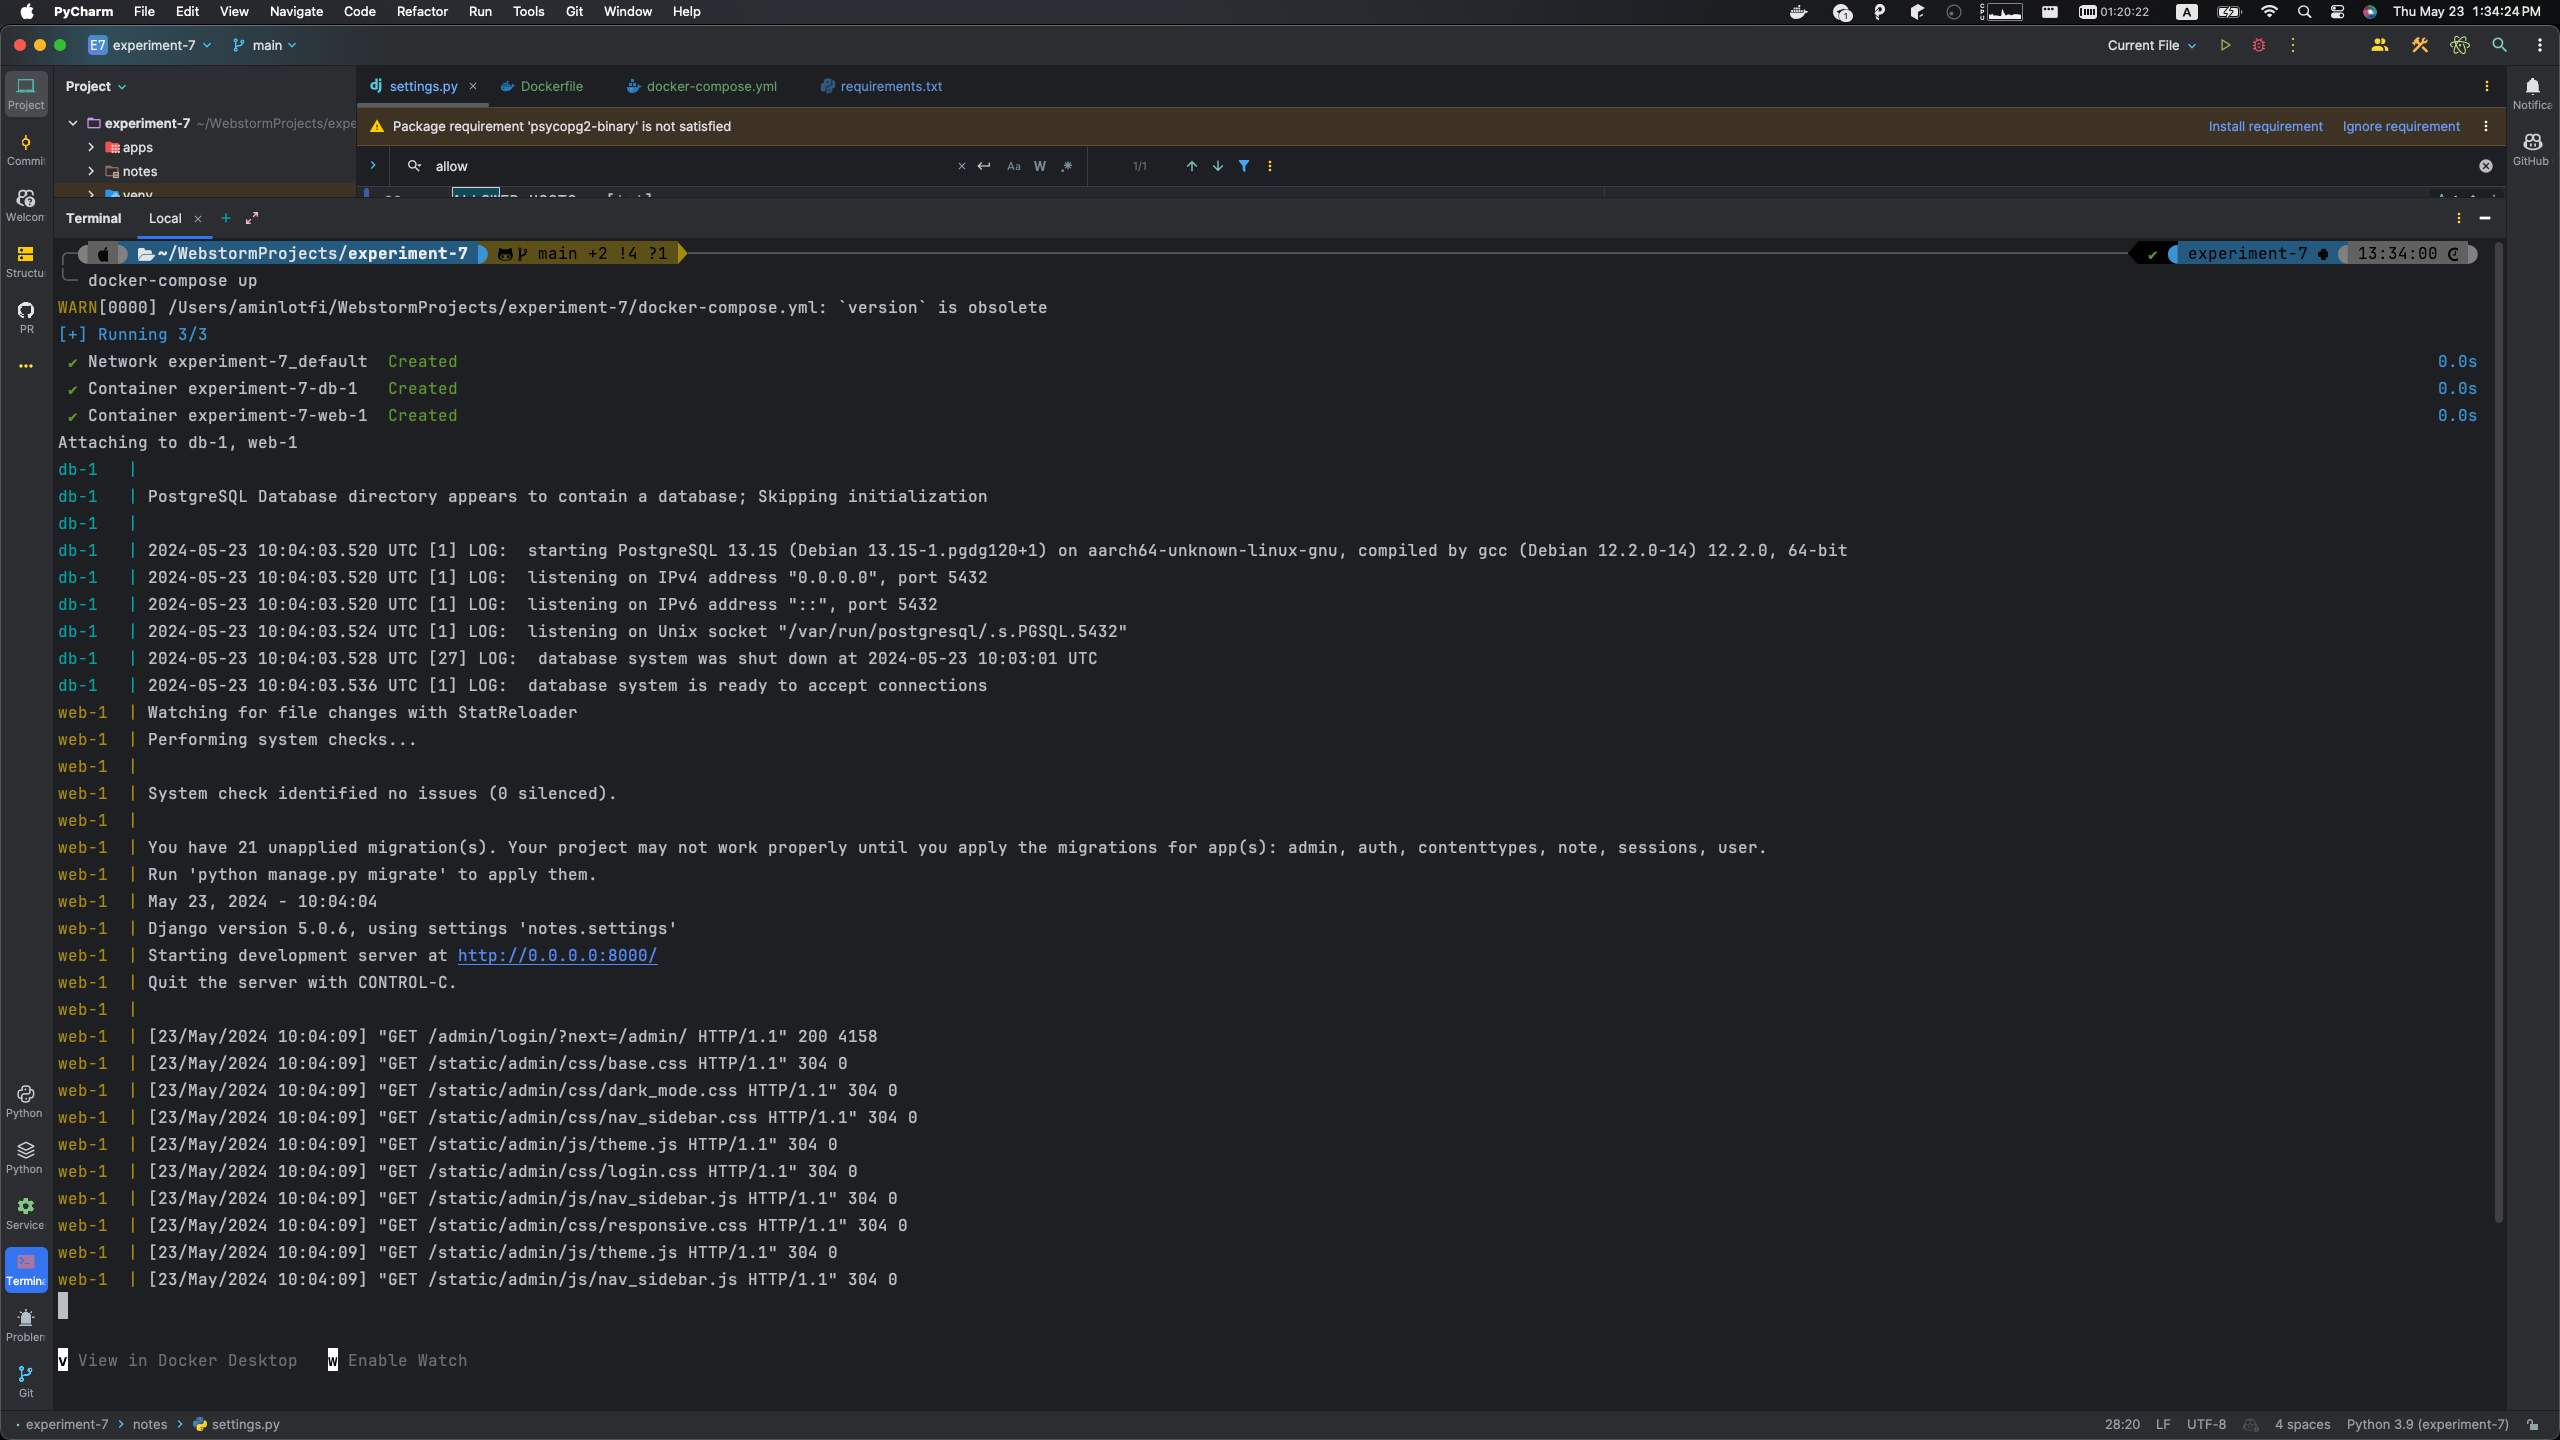 PyCharm File Edit View Navigate Code Refactor Run Tools Git Window Help 01:20:22 A Thu May 23 1:34:24 PM
E7 experiment-7 main Current File
Project settings.py Dockerfile docker-compose.yml requirements.txt
Project
Notifica
experiment-7 ~/WebstormProjects/expe
Package requirement 'psycopg2-binary' is not satisfied Install requirement Ignore requirement
apps
Commit
GitHub
allow Aa W .* 1/1
notes
venv
Welcom
Terminal Local
~/WebstormProjects/experiment-7 main +2 !4 ?1 experiment-7 13:34:00
Structu
docker-compose up
WARN[0000] /Users/aminlotfi/WebstormProjects/experiment-7/docker-compose.yml: `version` is obsolete
PR
[+] Running 3/3
✔ Network experiment-7_default Created 0.0s
✔ Container experiment-7-db-1 Created 0.0s
✔ Container experiment-7-web-1 Created 0.0s
Attaching to db-1, web-1
db-1 |
db-1 | PostgreSQL Database directory appears to contain a database; Skipping initialization
db-1 |
db-1 | 2024-05-23 10:04:03.520 UTC [1] LOG: starting PostgreSQL 13.15 (Debian 13.15-1.pgdg120+1) on aarch64-unknown-linux-gnu, compiled by gcc (Debian 12.2.0-14) 12.2.0, 64-bit
db-1 | 2024-05-23 10:04:03.520 UTC [1] LOG: listening on IPv4 address "0.0.0.0", port 5432
db-1 | 2024-05-23 10:04:03.520 UTC [1] LOG: listening on IPv6 address "::", port 5432
db-1 | 2024-05-23 10:04:03.524 UTC [1] LOG: listening on Unix socket "/var/run/postgresql/.s.PGSQL.5432"
db-1 | 2024-05-23 10:04:03.528 UTC [27] LOG: database system was shut down at 2024-05-23 10:03:01 UTC
db-1 | 2024-05-23 10:04:03.536 UTC [1] LOG: database system is ready to accept connections
web-1 | Watching for file changes with StatReloader
web-1 | Performing system checks...
web-1 |
web-1 | System check identified no issues (0 silenced).
web-1 |
web-1 | You have 21 unapplied migration(s). Your project may not work properly until you apply the migrations for app(s): admin, auth, contenttypes, note, sessions, user.
web-1 | Run 'python manage.py migrate' to apply them.
web-1 | May 23, 2024 - 10:04:04
web-1 | Django version 5.0.6, using settings 'notes.settings'
web-1 | Starting development server at http://0.0.0.0:8000/
web-1 | Quit the server with CONTROL-C.
web-1 |
web-1 | [23/May/2024 10:04:09] "GET /admin/login/?next=/admin/ HTTP/1.1" 200 4158
web-1 | [23/May/2024 10:04:09] "GET /static/admin/css/base.css HTTP/1.1" 304 0
web-1 | [23/May/2024 10:04:09] "GET /static/admin/css/dark_mode.css HTTP/1.1" 304 0
web-1 | [23/May/2024 10:04:09] "GET /static/admin/css/nav_sidebar.css HTTP/1.1" 304 0
Python
web-1 | [23/May/2024 10:04:09] "GET /static/admin/js/theme.js HTTP/1.1" 304 0
web-1 | [23/May/2024 10:04:09] "GET /static/admin/css/login.css HTTP/1.1" 304 0
Python
web-1 | [23/May/2024 10:04:09] "GET /static/admin/js/nav_sidebar.js HTTP/1.1" 304 0
web-1 | [23/May/2024 10:04:09] "GET /static/admin/css/responsive.css HTTP/1.1" 304 0
Service
web-1 | [23/May/2024 10:04:09] "GET /static/admin/js/theme.js HTTP/1.1" 304 0
web-1 | [23/May/2024 10:04:09] "GET /static/admin/js/nav_sidebar.js HTTP/1.1" 304 0
Termina
Problem
v View in Docker Desktop w Enable Watch
Git
experiment-7 notes settings.py 28:20 LF UTF-8 4 spaces Python 3.9 (experiment-7)